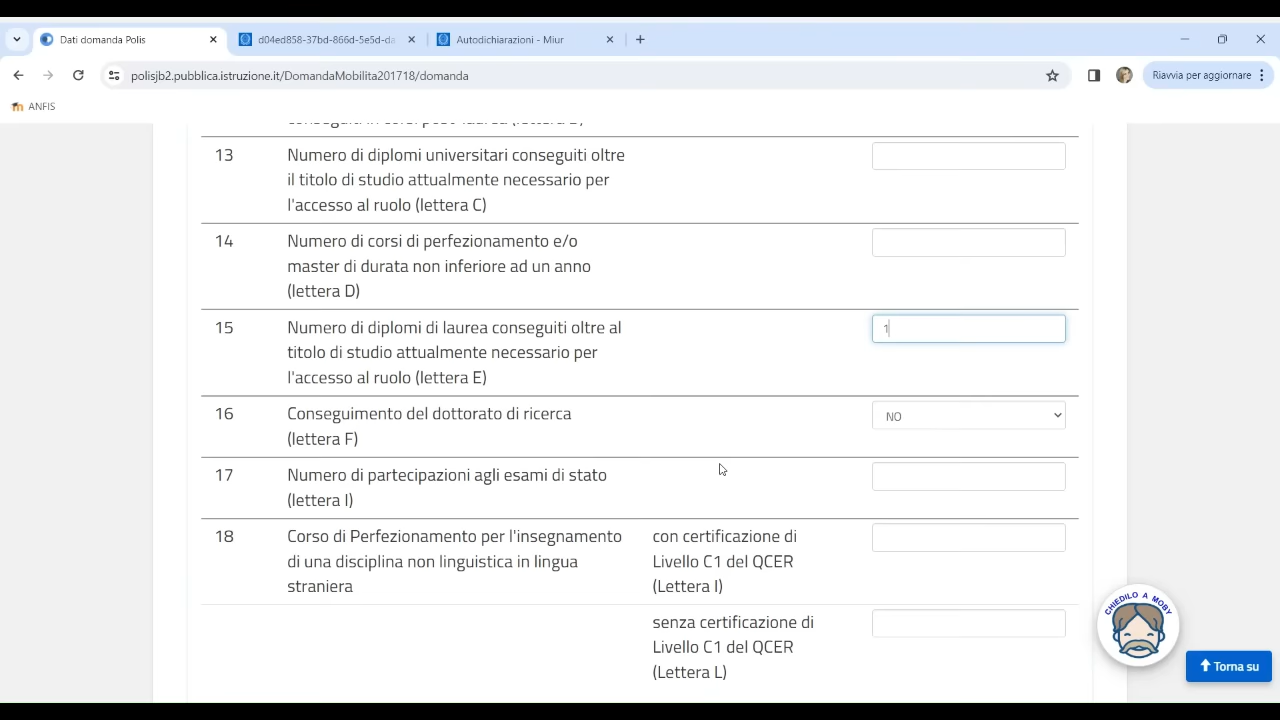 Dati domanda Polis
d04ed858-37bd-866d-5e5d-da
Autodichiarazioni - Miur
polisjb2.pubblica.istruzione.it/DomandaMobilita201718/domanda
Riavvia per aggiornare
ANFIS
13
Numero di diplomi universitari conseguiti oltre
il titolo di studio attualmente necessario per
l'accesso al ruolo (lettera C)
14
Numero di corsi di perfezionamento e/o
master di durata non inferiore ad un anno
(lettera D)
15
Numero di diplomi di laurea conseguiti oltre al
titolo di studio attualmente necessario per
l'accesso al ruolo (lettera E)
1
16
Conseguimento del dottorato di ricerca
(lettera F)
NO
17
Numero di partecipazioni agli esami di stato
(lettera I)
18
Corso di Perfezionamento per l'insegnamento
di una disciplina non linguistica in lingua
straniera
con certificazione di
Livello C1 del QCER
(Lettera I)
senza certificazione di
Livello C1 del QCER
(Lettera L)
CHIEDILO A MOBY
Torna su